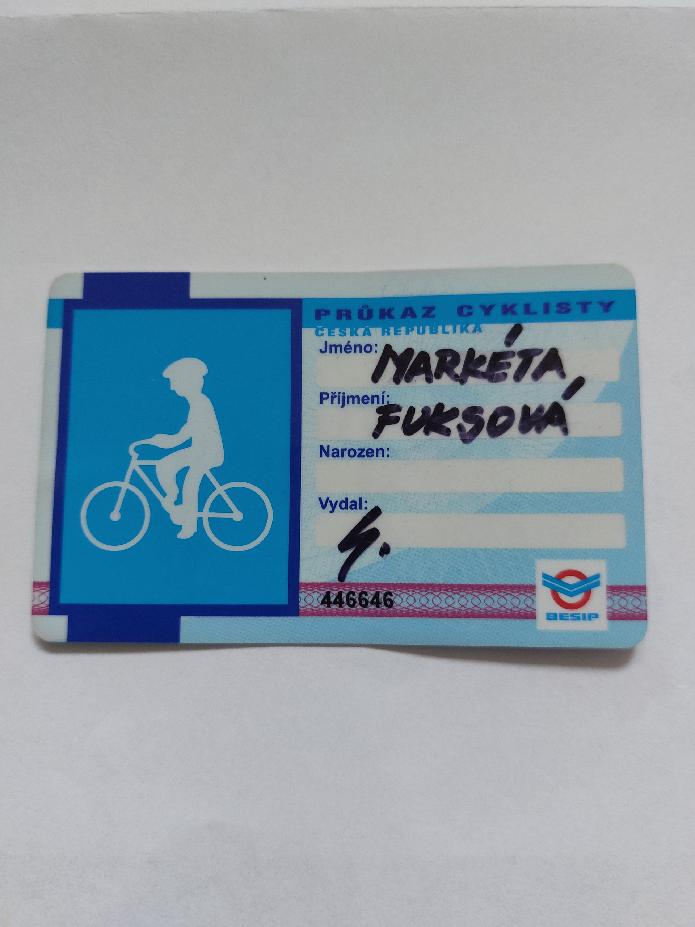 PRŮKAZ CYKLISTY
ČESKÁ REPUBLIKA
Jméno: MARKÉTA
Příjmení: FUKSOVÁ
Narozen:
Vydal:
446646
BESIP